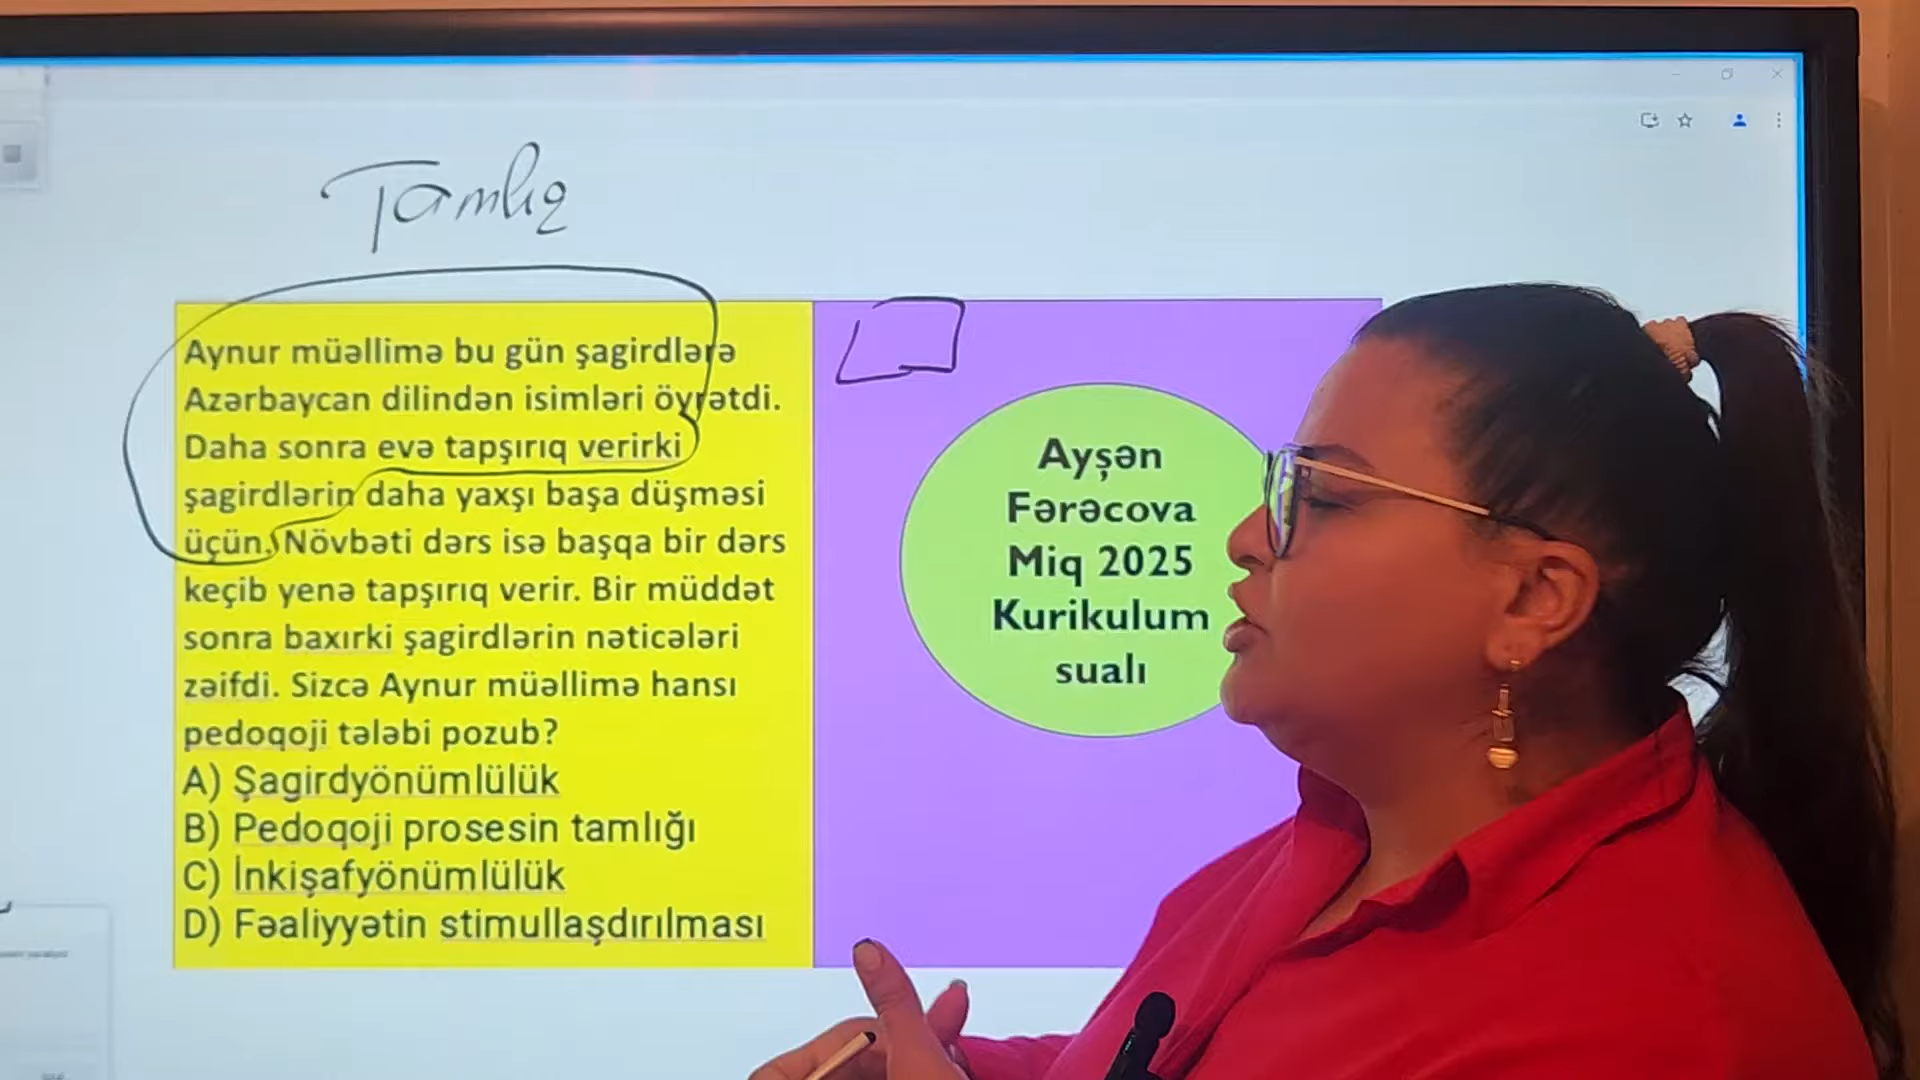 Tamlıq
Aynur müəllimə bu gün şagirdlərə
Azərbaycan dilindən isimləri öyrətdi.
Daha sonra evə tapşırıq verirki
şagirdlərin daha yaxşı başa düşməsi
üçün. Növbəti dərs isə başqa bir dərs
keçib yenə tapşırıq verir. Bir müddət
sonra baxırki şagirdlərin nəticələri
zəifdi. Sizcə Aynur müəllimə hansı
pedoqoji tələbi pozub?
A) Şagirdyönümlülük
B) Pedoqoji prosesin tamlığı
C) İnkişafyönümlülük
D) Fəaliyyətin stimullaşdırılması
Ayşən
Fərəcova
Miq 2025
Kurikulum
sualı